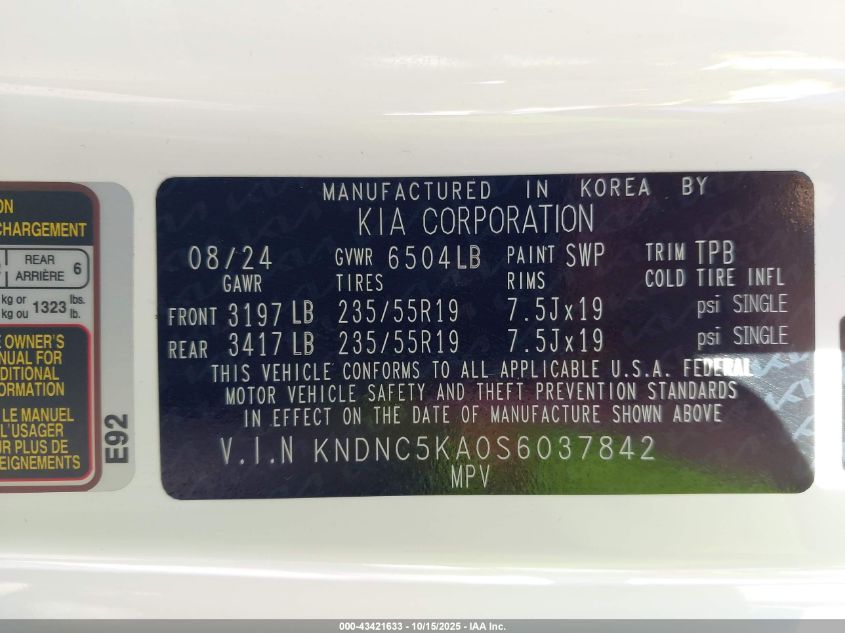 ON
CHARGEMENT
REAR
ARRIÈRE 6
kg or
kg ou 1323 lbs.
lb.
E OWNER'S
NUAL FOR
DITIONAL
ORMATION
LE MANUEL
L'USAGER
UR PLUS DE
SEIGNEMENTS
E92
MANUFACTURED IN KOREA BY
KIA CORPORATION
08/24 GVWR 6504LB PAINT SWP TRIM TPB
GAWR TIRES RIMS COLD TIRE INFL
FRONT 3197 LB 235/55R19 7.5Jx19 psi SINGLE
REAR 3417 LB 235/55R19 7.5Jx19 psi SINGLE
THIS VEHICLE CONFORMS TO ALL APPLICABLE U.S.A. FEDERAL
MOTOR VEHICLE SAFETY AND THEFT PREVENTION STANDARDS
IN EFFECT ON THE DATE OF MANUFACTURE SHOWN ABOVE
V.I.N KNDNC5KA0S6037842
MPV
000-43421633 - 10/15/2025 - IAA Inc.